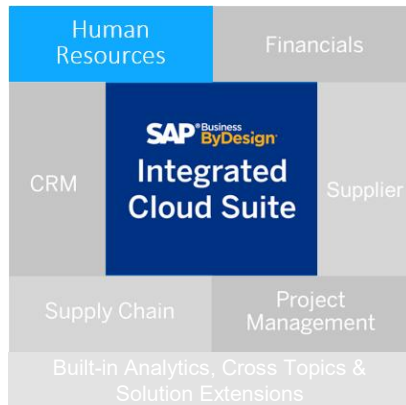 Human
Resources
Financials
CRM
SAP® Business
ByDesign®
Integrated
Cloud Suite
Supplier
Supply Chain
Project
Management
Built-in Analytics, Cross Topics &
Solution Extensions